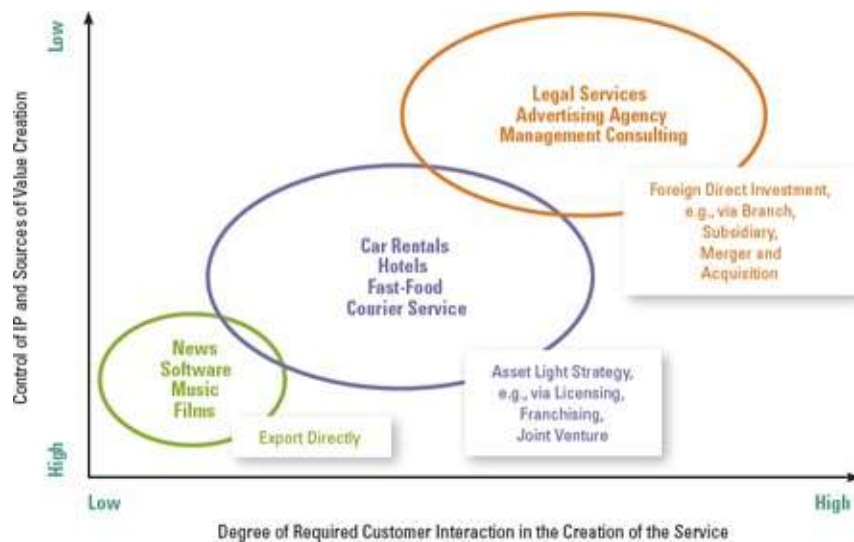 Control of IP and Sources of Value Creation
Low
High
Legal Services
Advertising Agency
Management Consulting
Foreign Direct Investment,
e.g., via Branch,
Subsidiary,
Merger and
Acquisition
Car Rentals
Hotels
Fast-Food
Courier Service
Asset Light Strategy,
e.g., via Licensing,
Franchising,
Joint Venture
News
Software
Music
Films
Export Directly
Low
High
Degree of Required Customer Interaction in the Creation of the Service